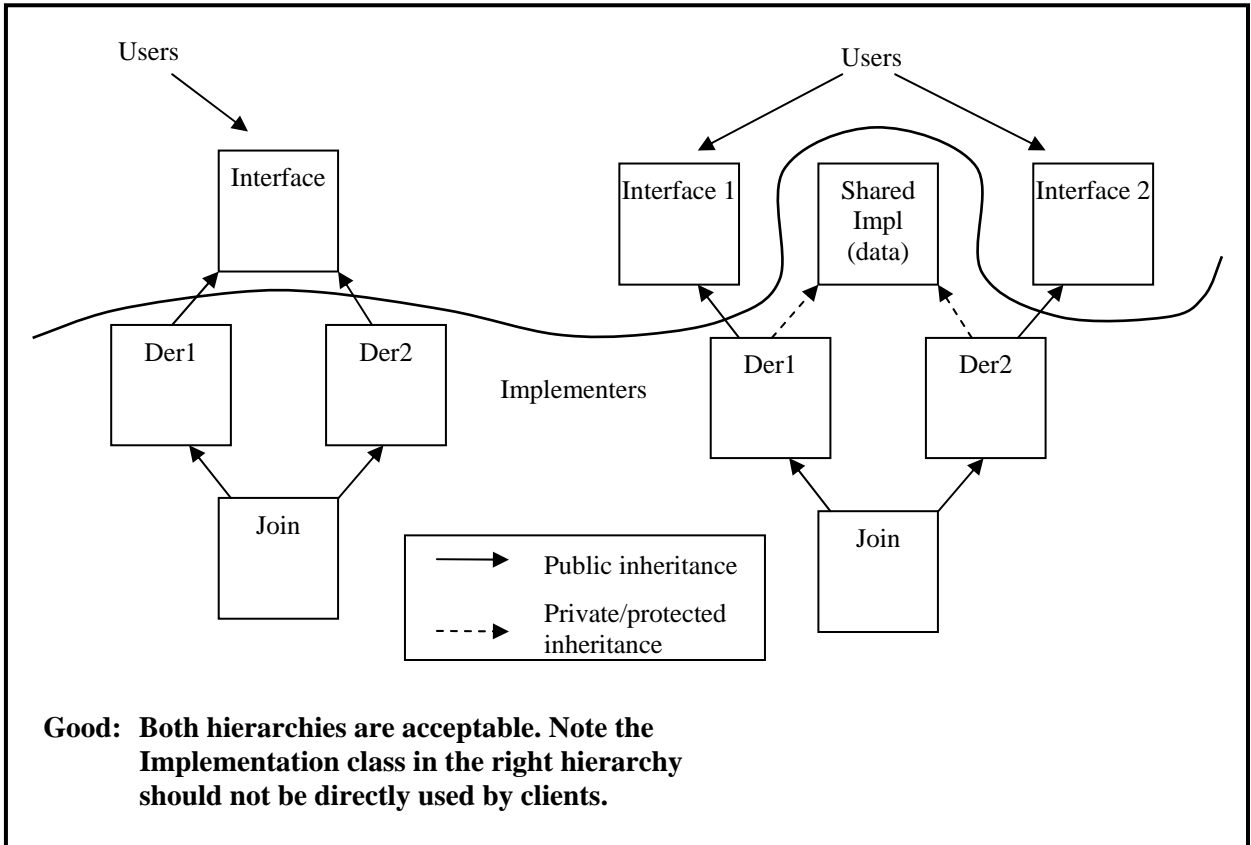 Users
Users
Interface
Interface 1
Shared
Impl
(data)
Interface 2
Der1
Der2
Implementers
Der1
Der2
Join
Join
Public inheritance
Private/protected
inheritance
Good: Both hierarchies are acceptable. Note the
Implementation class in the right hierarchy
should not be directly used by clients.